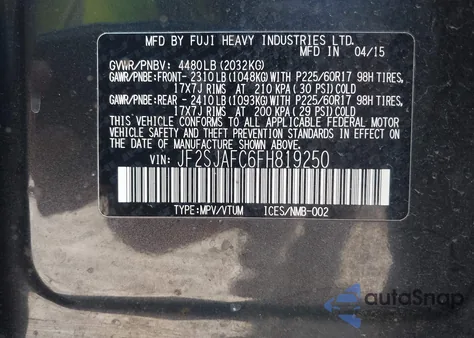 MFD BY FUJI HEAVY INDUSTRIES LTD.
MFD IN 04/15
GVWR/PNBV: 4480LB (2032KG)
GAWR/PNBE:FRONT- 2310LB (1048KG) WITH P225/60R17 98H TIRES,
17X7J RIMS AT 210 KPA (30 PSI) COLD
GAWR/PNBE:REAR - 2410LB (1093KG) WITH P225/60R17 98H TIRES,
17X7J RIMS AT 200 KPA (29 PSI) COLD
THIS VEHICLE CONFORMS TO ALL APPLICABLE FEDERAL MOTOR
VEHICLE SAFETY AND THEFT PREVENTION STANDARDS IN EFFECT ON
THE DATE OF MANUFACTURE SHOWN ABOVE.
VIN: JF2SJAFC6FH819250
TYPE:MPV/VTUM ICES/NMB-002
autoSnap